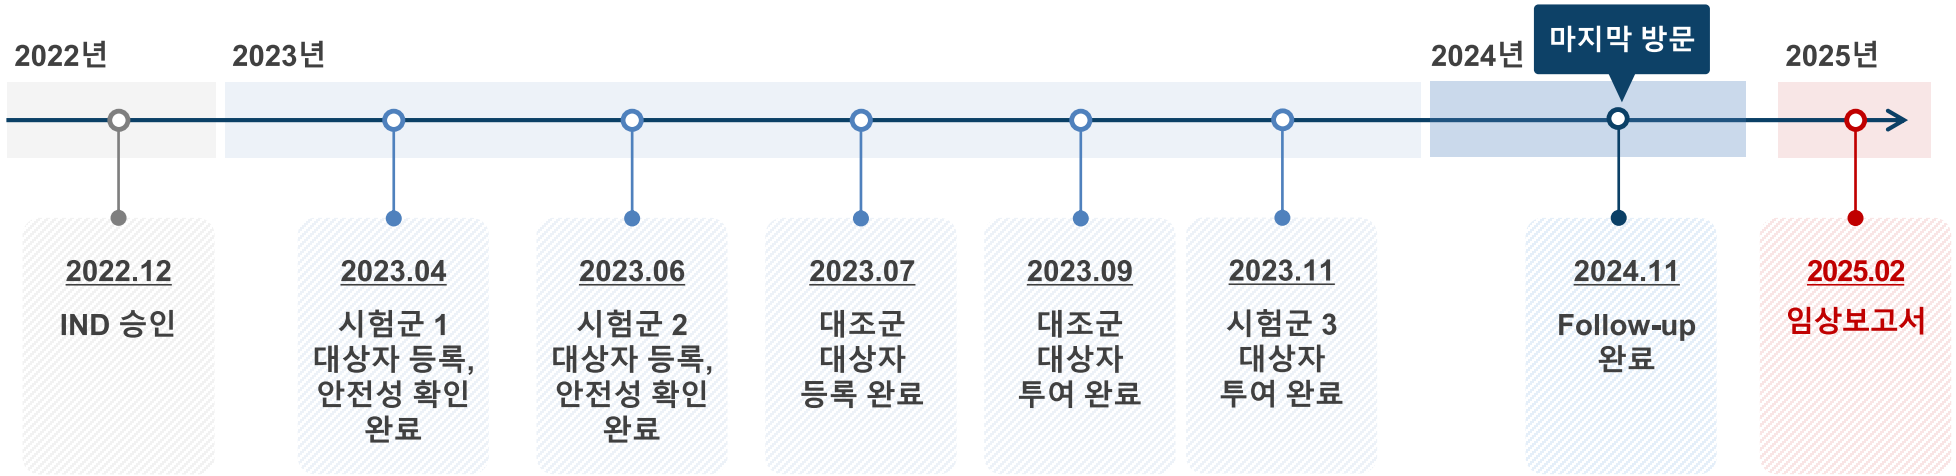 2022년
2023년
2024년
마지막 방문
2025년
2022.12
IND 승인
2023.04
시험군 1
대상자 등록,
안전성 확인
완료
2023.06
시험군 2
대상자 등록,
안전성 확인
완료
2023.07
대조군
대상자
등록 완료
2023.09
대조군
대상자
투여 완료
2023.11
시험군 3
대상자
투여 완료
2024.11
Follow-up
완료
2025.02
임상보고서